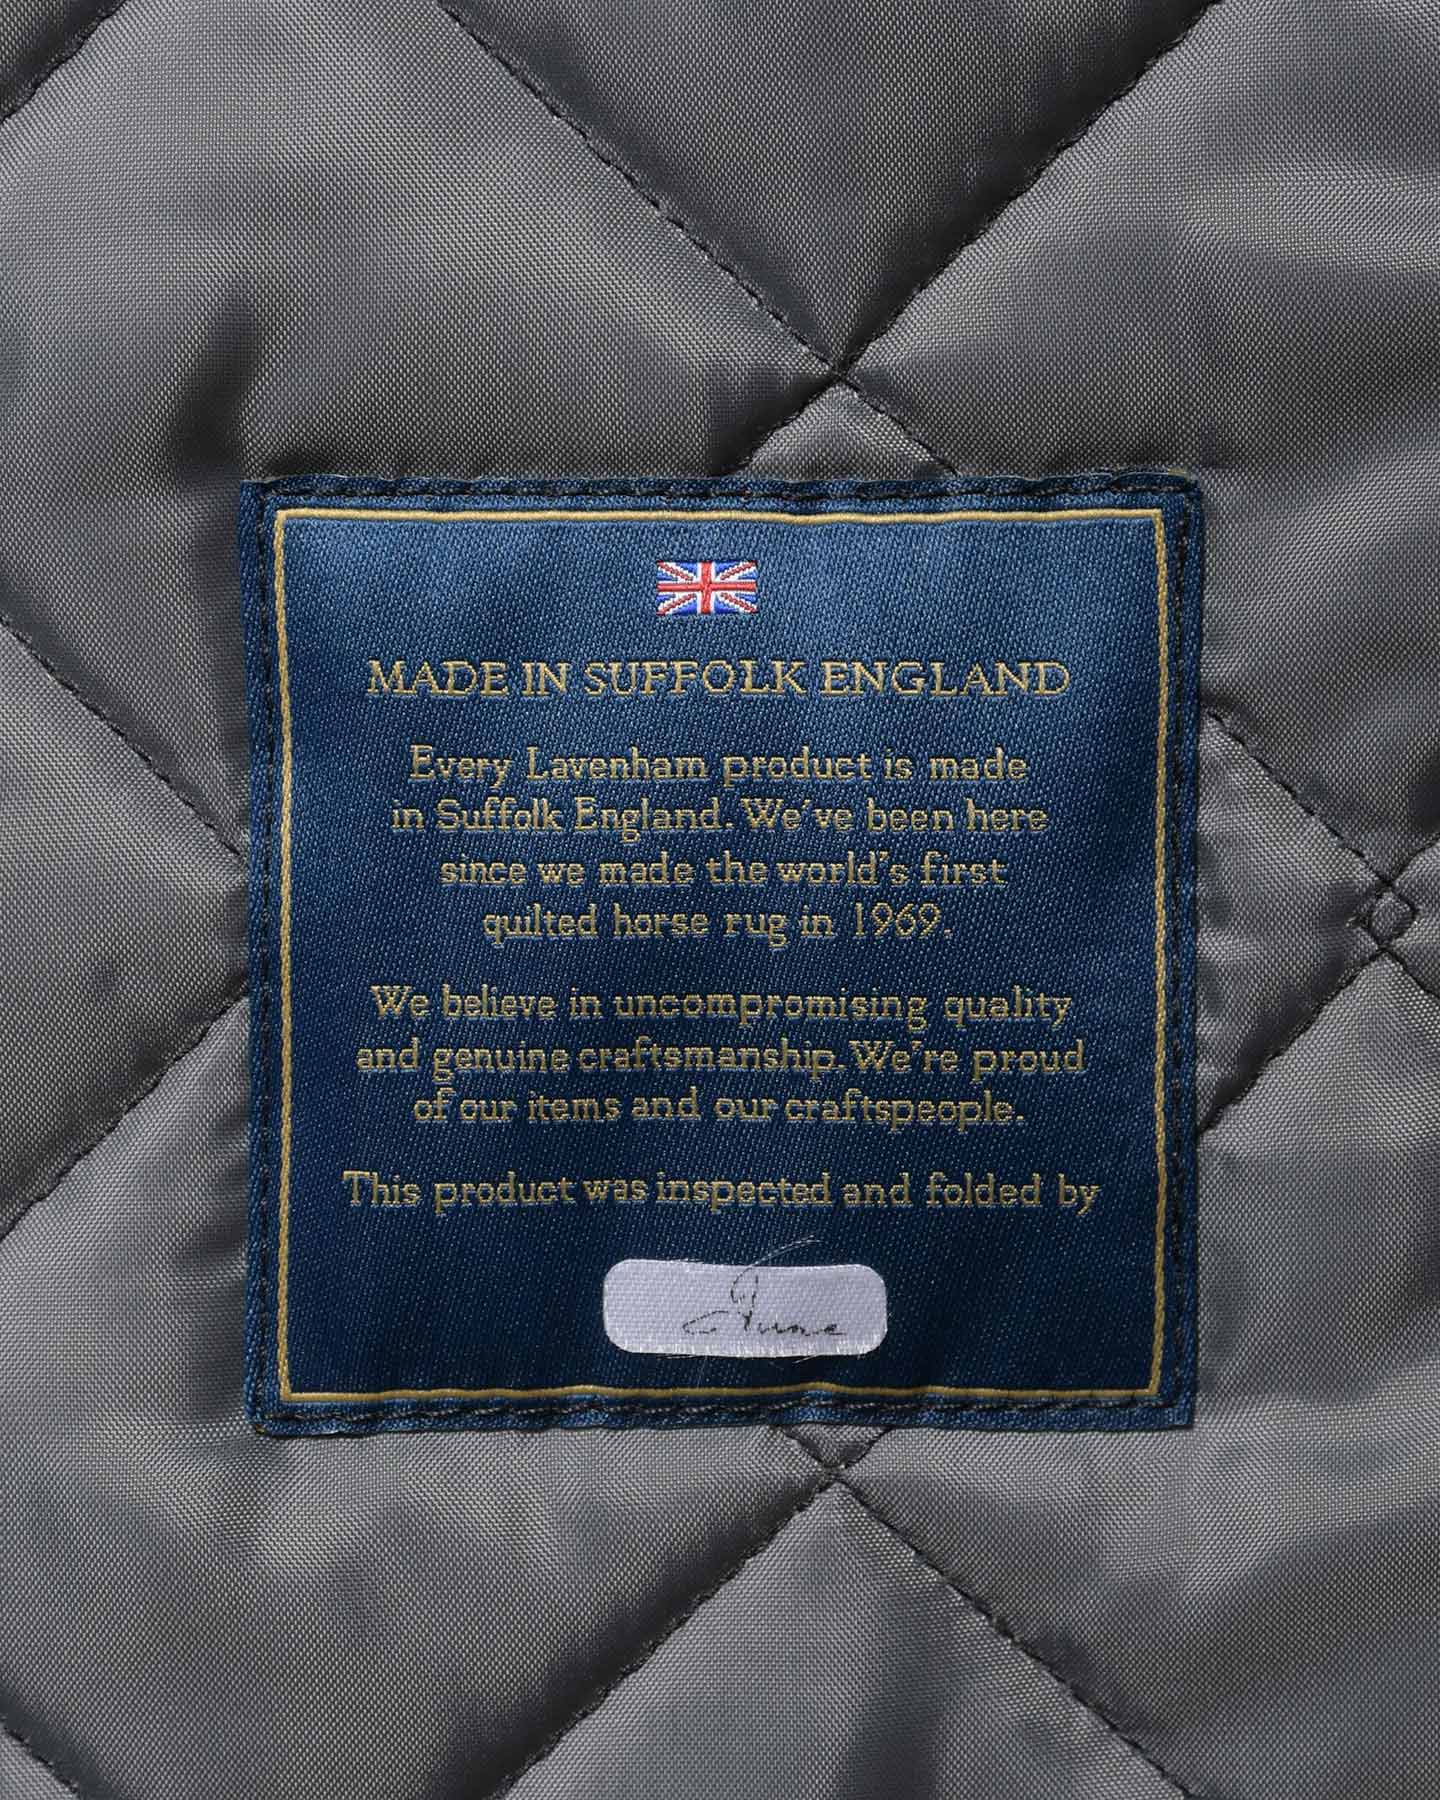 MADE IN SUFFOLK ENGLAND
Every Lavenham product is made
in Suffolk England. We've been here
since we made the world's first
quilted horse rug in 1969.
We believe in uncompromising quality
and genuine craftsmanship. We're proud
of our items and our craftspeople.
This product was inspected and folded by